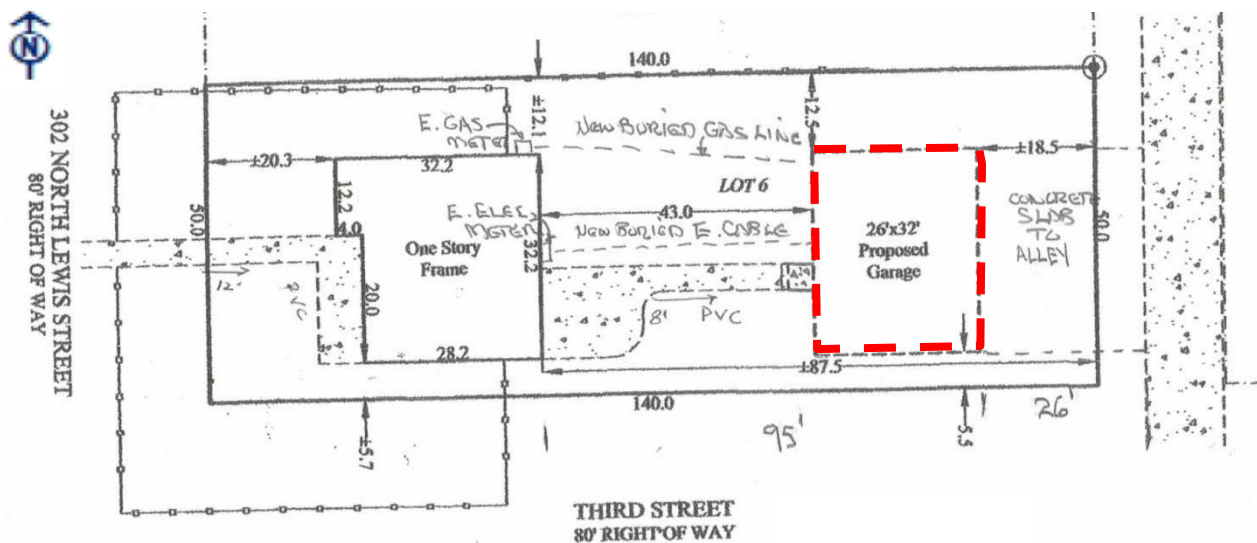 N
140.0
±12.1
E. GAS
METER
NEW BURIED GAS LINE
12.5
302 NORTH LEWIS STREET
80' RIGHT OF WAY
±20.3
32.2
±18.5
LOT 6
12.2
4.0
50.0
E. ELEC.
METER
43.0
NEW BURIED E. CABLE
32.2
One Story
Frame
26'x32'
Proposed
Garage
CONCRETE
SLAB
TO
ALLEY
50.0
12'
PVC
20.0
8'
PVC
28.2
±87.5
140.0
95'
26'
±5.7
5.5
THIRD STREET
80' RIGHT OF WAY